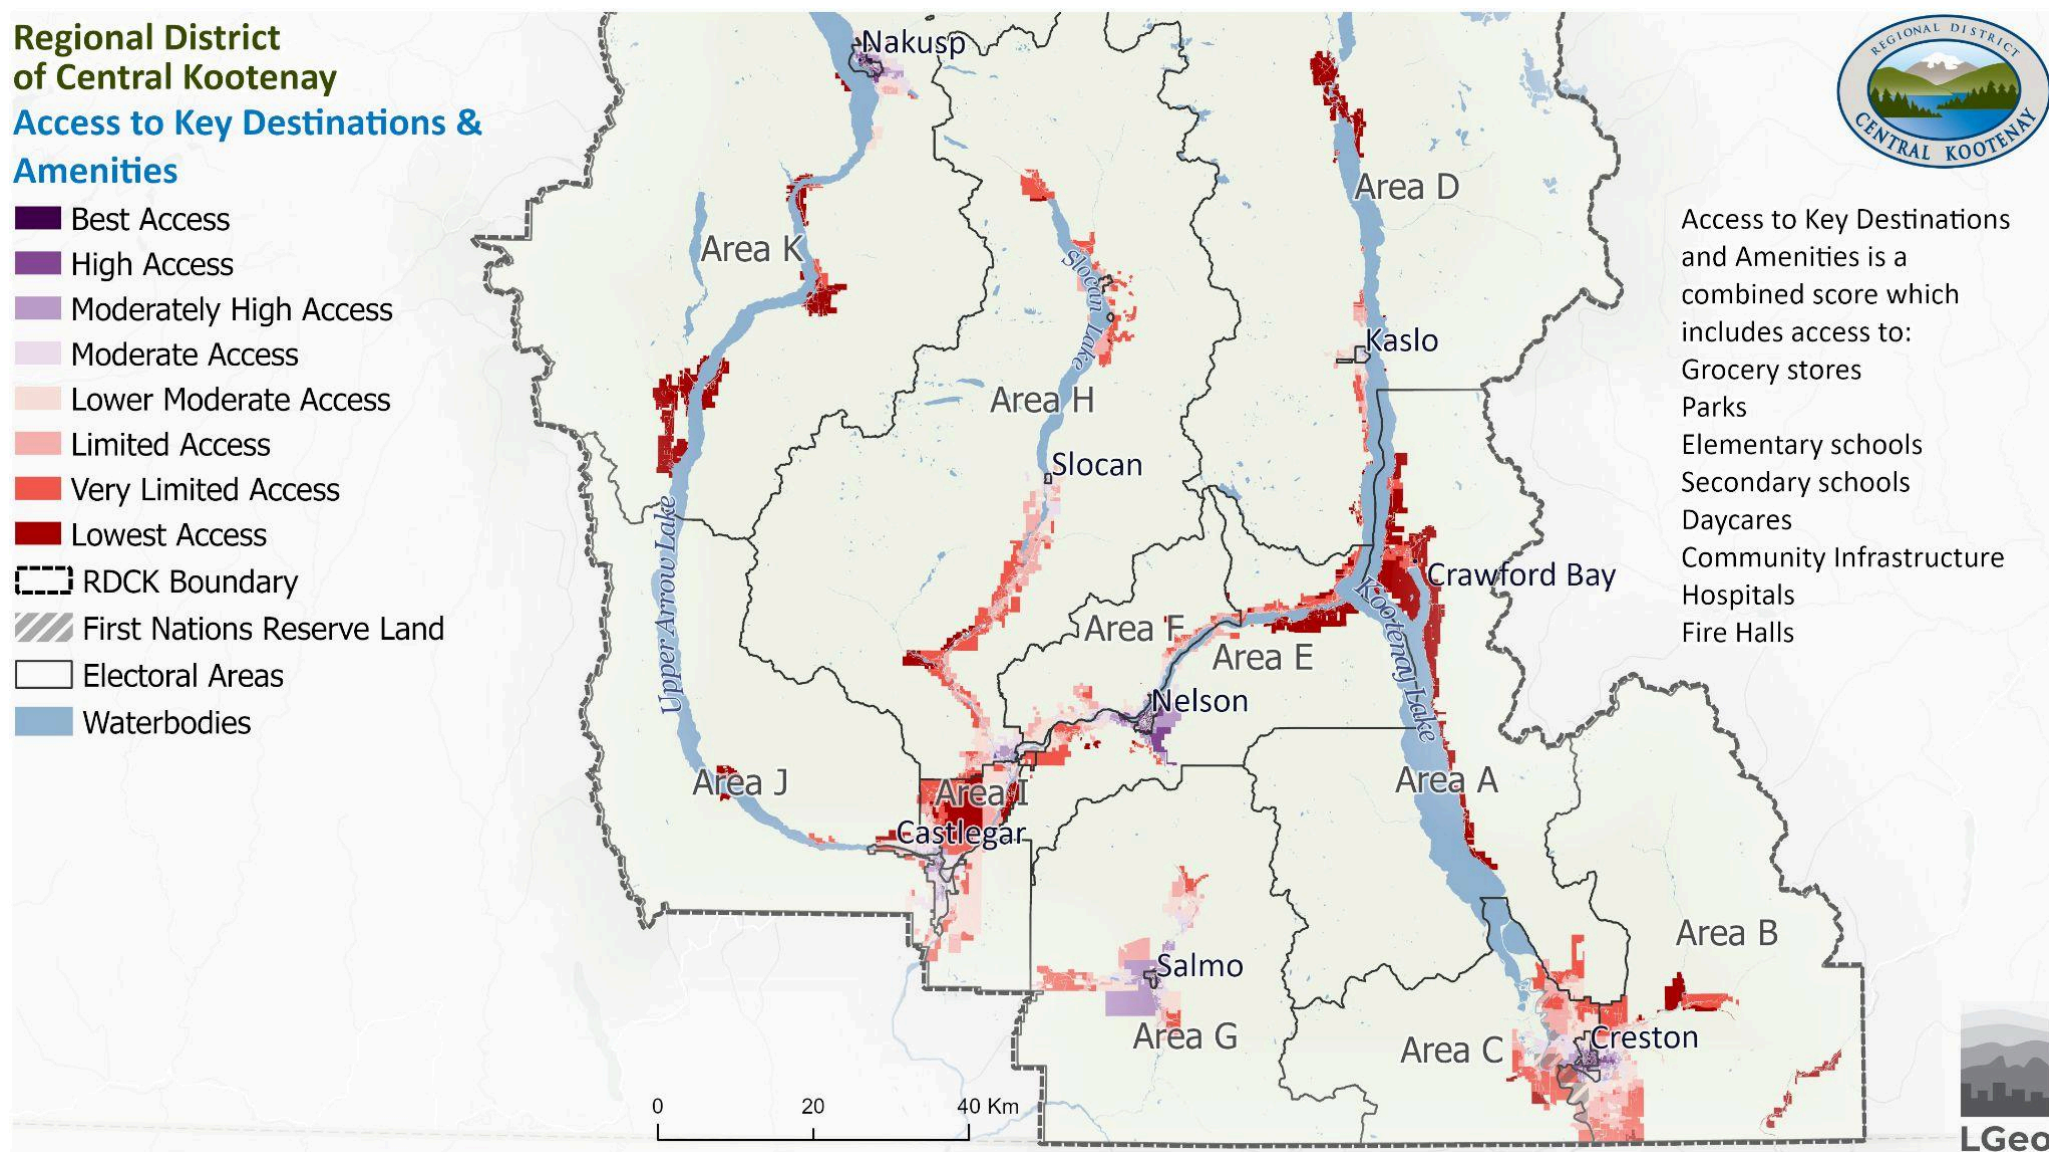 Regional District
of Central Kootenay
Access to Key Destinations &
Amenities
Best Access
High Access
Moderately High Access
Moderate Access
Lower Moderate Access
Limited Access
Very Limited Access
Lowest Access
RDCK Boundary
First Nations Reserve Land
Electoral Areas
Waterbodies
Nakusp
Area D
Area K
Slocan Lake
Kaslo
Area H
Slocan
Upper Arrow Lake
Crawford Bay
Kootenay Lake
Area F
Area E
Nelson
Area J
Area I
Area A
Castlegar
Area B
Salmo
Area G
Area C
Creston
0 20 40 Km
REGIONAL DISTRICT
CENTRAL KOOTENAY
Access to Key Destinations
and Amenities is a
combined score which
includes access to:
Grocery stores
Parks
Elementary schools
Secondary schools
Daycares
Community Infrastructure
Hospitals
Fire Halls
LGeo